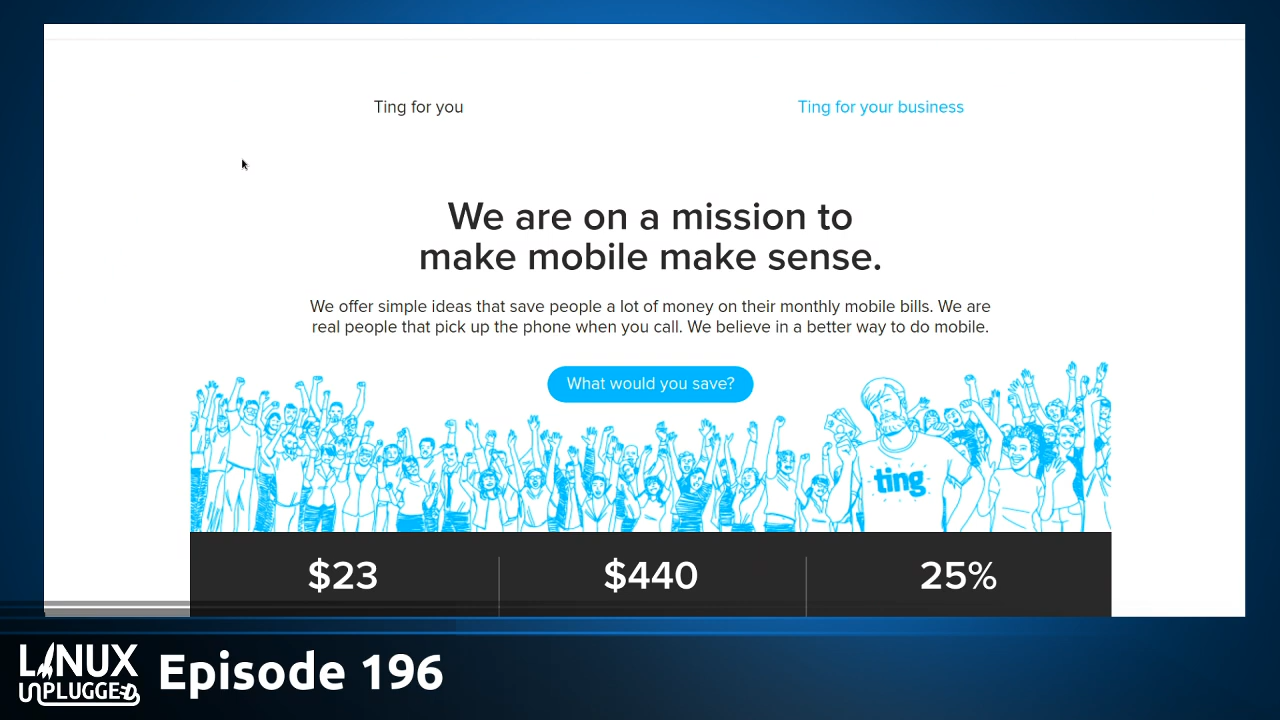 Ting for you
Ting for your business
We are on a mission to
make mobile make sense.
We offer simple ideas that save people a lot of money on their monthly mobile bills. We are
real people that pick up the phone when you call. We believe in a better way to do mobile.
What would you save?
ting
$23
$440
25%
LINUX
UNPLUGGED
Episode 196